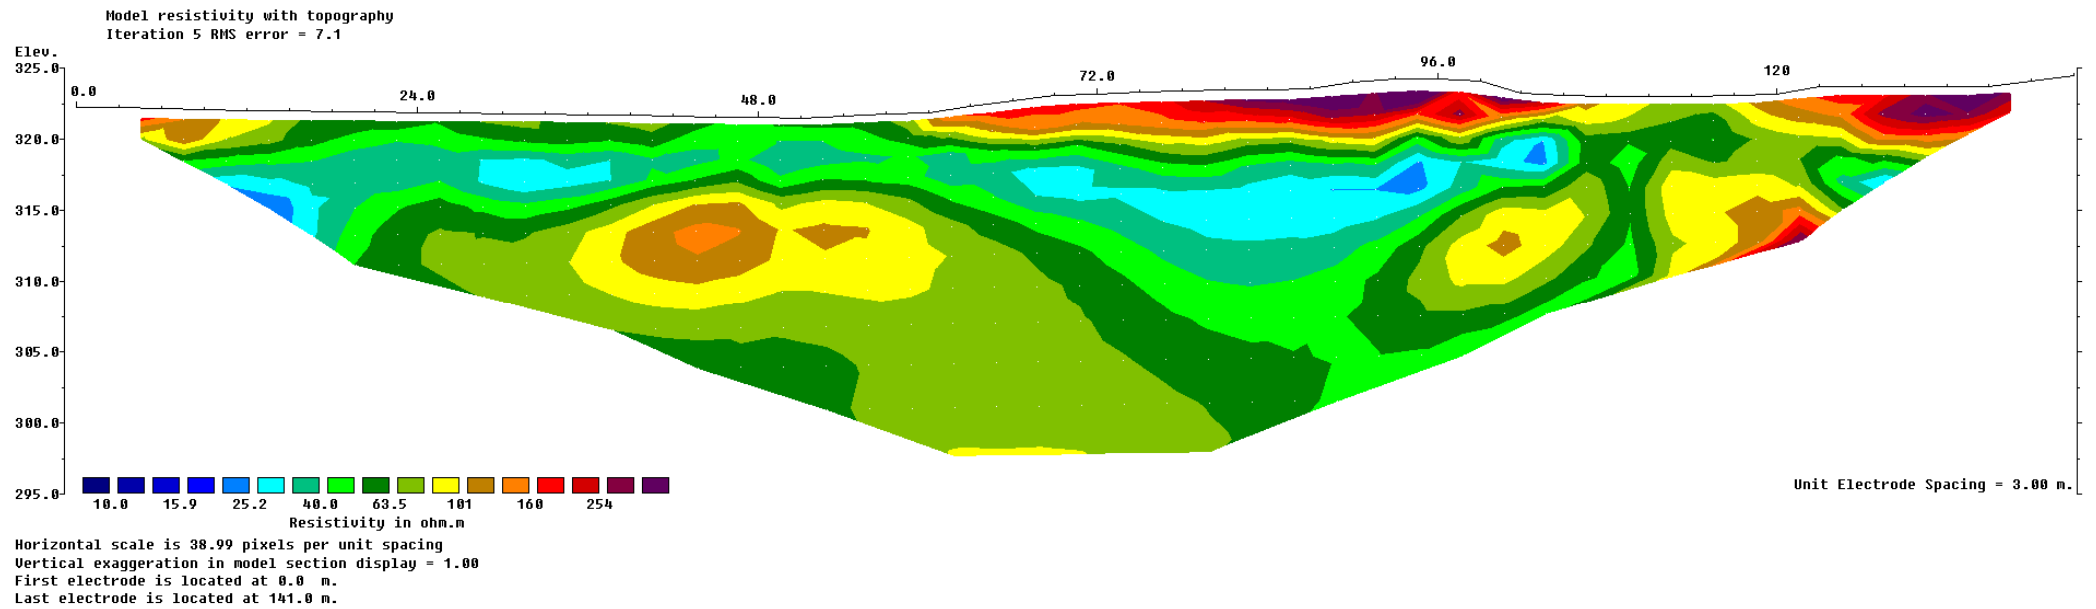 Model resistivity with topography
Iteration 5 RMS error = 7.1
Elev.
325.0
96.0
120
72.0
0.0
24.0
48.0
320.0
315.0
310.0
305.0
300.0
295.0
Unit Electrode Spacing = 3.00 m.
10.0 15.9 25.2 40.0 63.5 101 160 254
Resistivity in ohm.m
Horizontal scale is 38.99 pixels per unit spacing
Vertical exaggeration in model section display = 1.00
First electrode is located at 0.0 m.
Last electrode is located at 141.0 m.